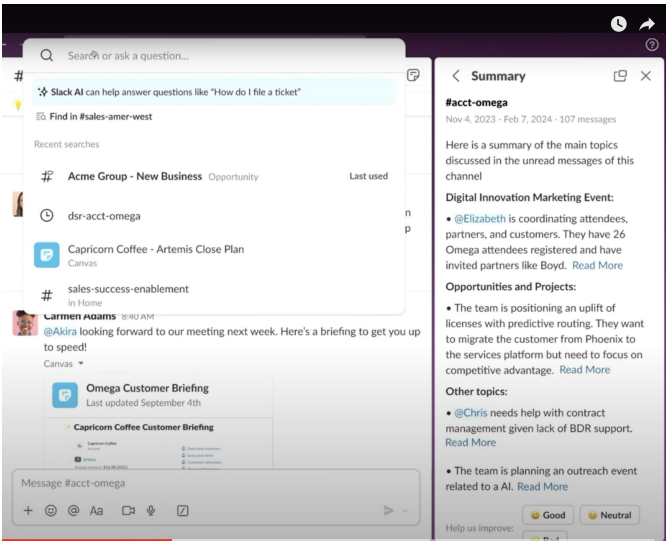 Search or ask a question...
Slack AI can help answer questions like "How do I file a ticket"
Find in #sales-amer-west
Recent searches
Acme Group - New Business Opportunity Last used
dsr-acct-omega
Capricorn Coffee - Artemis Close Plan
Canvas
sales-success-enablement
in Home
#
n
p
Carmen Adams 8:40 AM
@Akira looking forward to our meeting next week. Here's a briefing to get you up
to speed!
Canvas
Omega Customer Briefing
Last updated September 4th
Capricorn Coffee Customer Briefing
Capricorn Coffee
Executive summary
Executive brief
Message #acct-omega
Aa
Summary
#acct-omega
Nov 4, 2023 - Feb 7, 2024 · 107 messages
Here is a summary of the main topics
discussed in the unread messages of this
channel
Digital Innovation Marketing Event:
• @Elizabeth is coordinating attendees,
partners, and customers. They have 26
Omega attendees registered and have
invited partners like Boyd. Read More
Opportunities and Projects:
• The team is positioning an uplift of
licenses with predictive routing. They want
to migrate the customer from Phoenix to
the services platform but need to focus on
competitive advantage. Read More
Other topics:
• @Chris needs help with contract
management given lack of BDR support.
Read More
• The team is planning an outreach event
related to a AI. Read More
Help us improve:
Good
Neutral
Bad